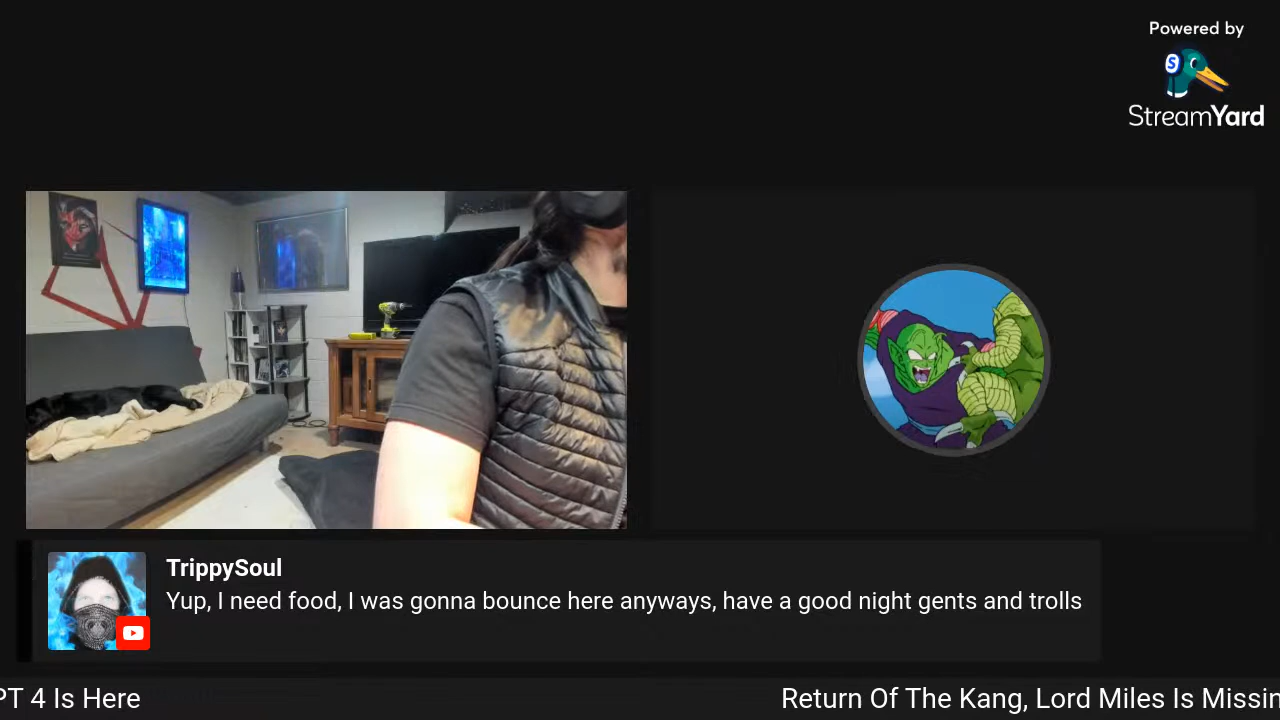 Powered by
StreamYard
TrippySoul
Yup, I need food, I was gonna bounce here anyways, have a good night gents and trolls
PT 4 Is Here
Return Of The Kang, Lord Miles Is Missin